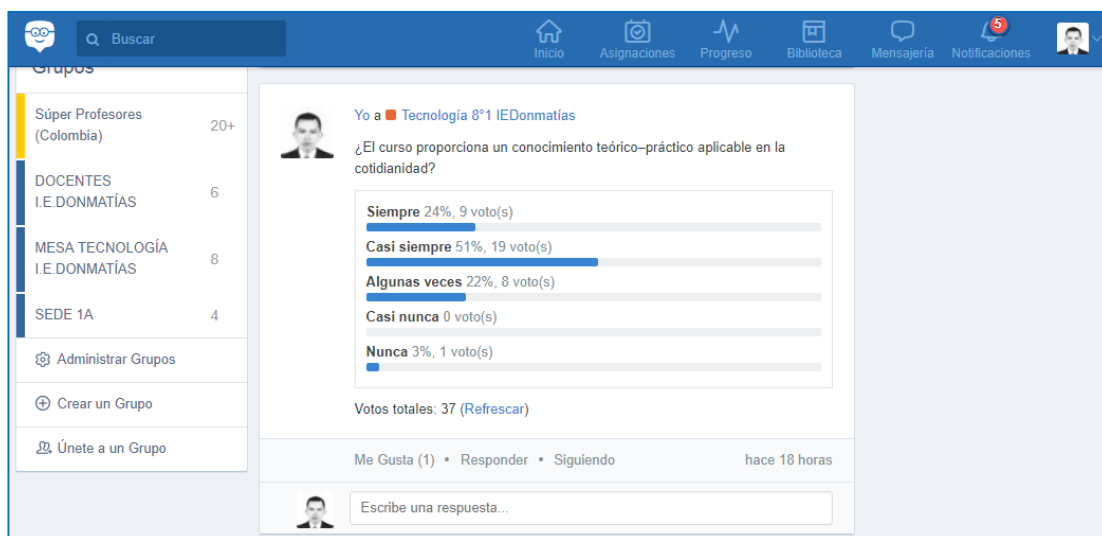 Buscar
Inicio
Asignaciones
Progreso
Biblioteca
Mensajería
5
Notificaciones
Grupos
Súper Profesores
(Colombia)
20+
DOCENTES
I.E.DONMATÍAS
6
MESA TECNOLOGÍA
I.E.DONMATÍAS
8
SEDE 1A
4
Administrar Grupos
Crear un Grupo
Únete a un Grupo
Yo a Tecnología 8°1 IEDonmatías
¿El curso proporciona un conocimiento teórico–práctico aplicable en la
cotidianidad?
Siempre 24%, 9 voto(s)
Casi siempre 51%, 19 voto(s)
Algunas veces 22%, 8 voto(s)
Casi nunca 0 voto(s)
Nunca 3%, 1 voto(s)
Votos totales: 37 (Refrescar)
Me Gusta (1) • Responder • Siguiendo
hace 18 horas
Escribe una respuesta...